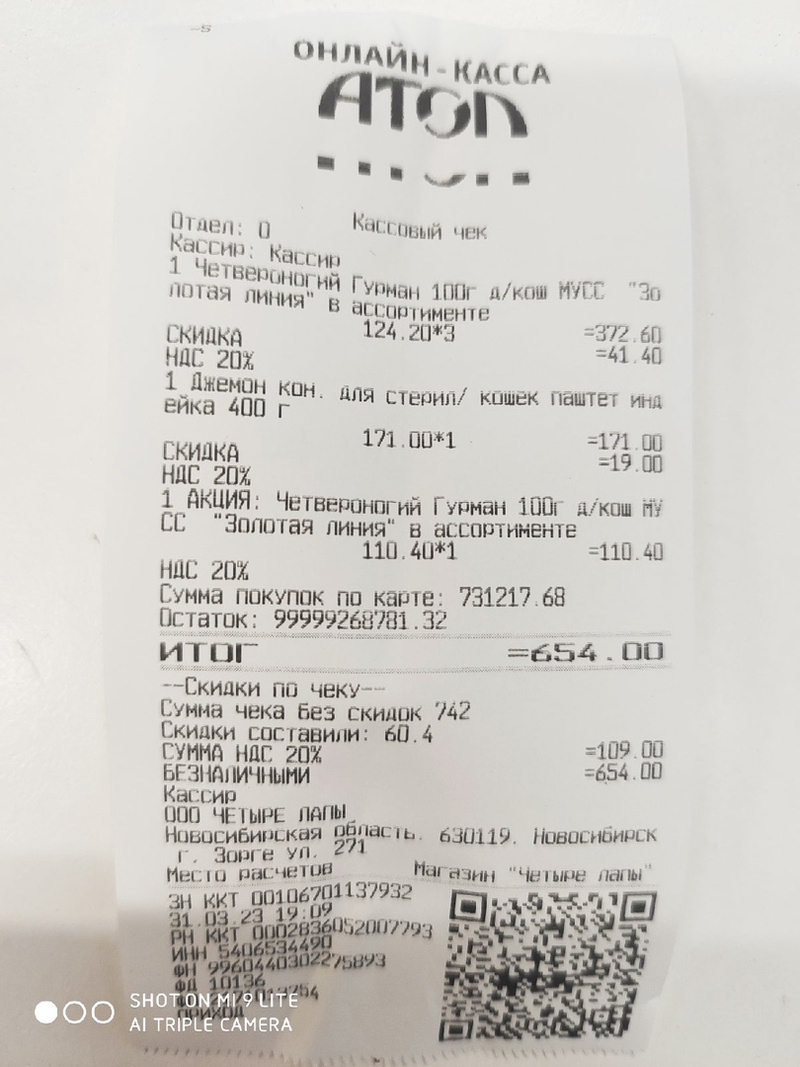 ОНЛАЙН-КАССА
АТОЛ
Отдел: 0 Кассовый чек
Кассир: Кассир
1 Четвероногий Гурман 100г д/кош МУСС "Зо
лотая линия" в ассортименте
124.20*3 =372.60
СКИДКА =41.40
НДС 20%
1 Джемон кон. для стерил/ кошек паштет инд
ейка 400 г
171.00*1 =171.00
СКИДКА =19.00
НДС 20%
1 АКЦИЯ: Четвероногий Гурман 100г д/кош МУ
СС "Золотая линия" в ассортименте
110.40*1 =110.40
НДС 20%
Сумма покупок по карте: 731217.68
Остаток: 99999268781.32
ИТОГ =654.00
--Скидки по чеку--
Сумма чека без скидок 742
Скидки составили: 60.4
СУММА НДС 20% =109.00
БЕЗНАЛИЧНЫМИ =654.00
Кассир
ООО ЧЕТЫРЕ ЛАПЫ
Новосибирская область. 630119. Новосибирск
г. Зорге ул. 271
Место расчетов Магазин "Четыре лапы"
ЗН ККТ 00106701137932
31.03.23 19:09
РН ККТ 0002836052007793
ИНН 5406534490
ФН 9960440302275893
ФД 10136
ПРИХОД
SHOT ON MI 9 LITE
AI TRIPLE CAMERA